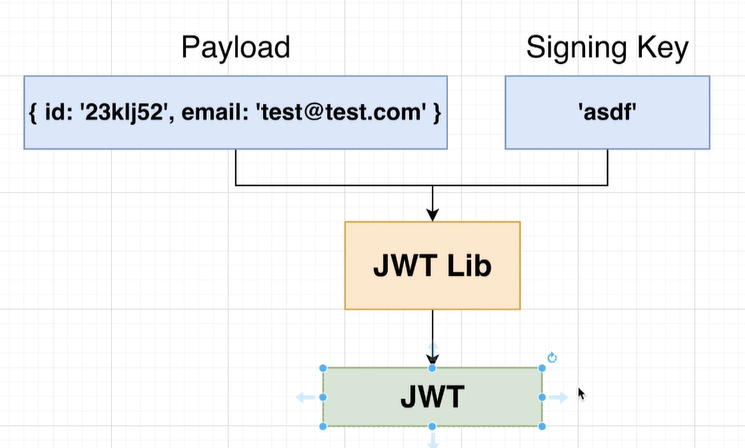 Payload
Signing Key
{ id: '23klj52', email: 'test@test.com' }
'asdf'
JWT Lib
JWT